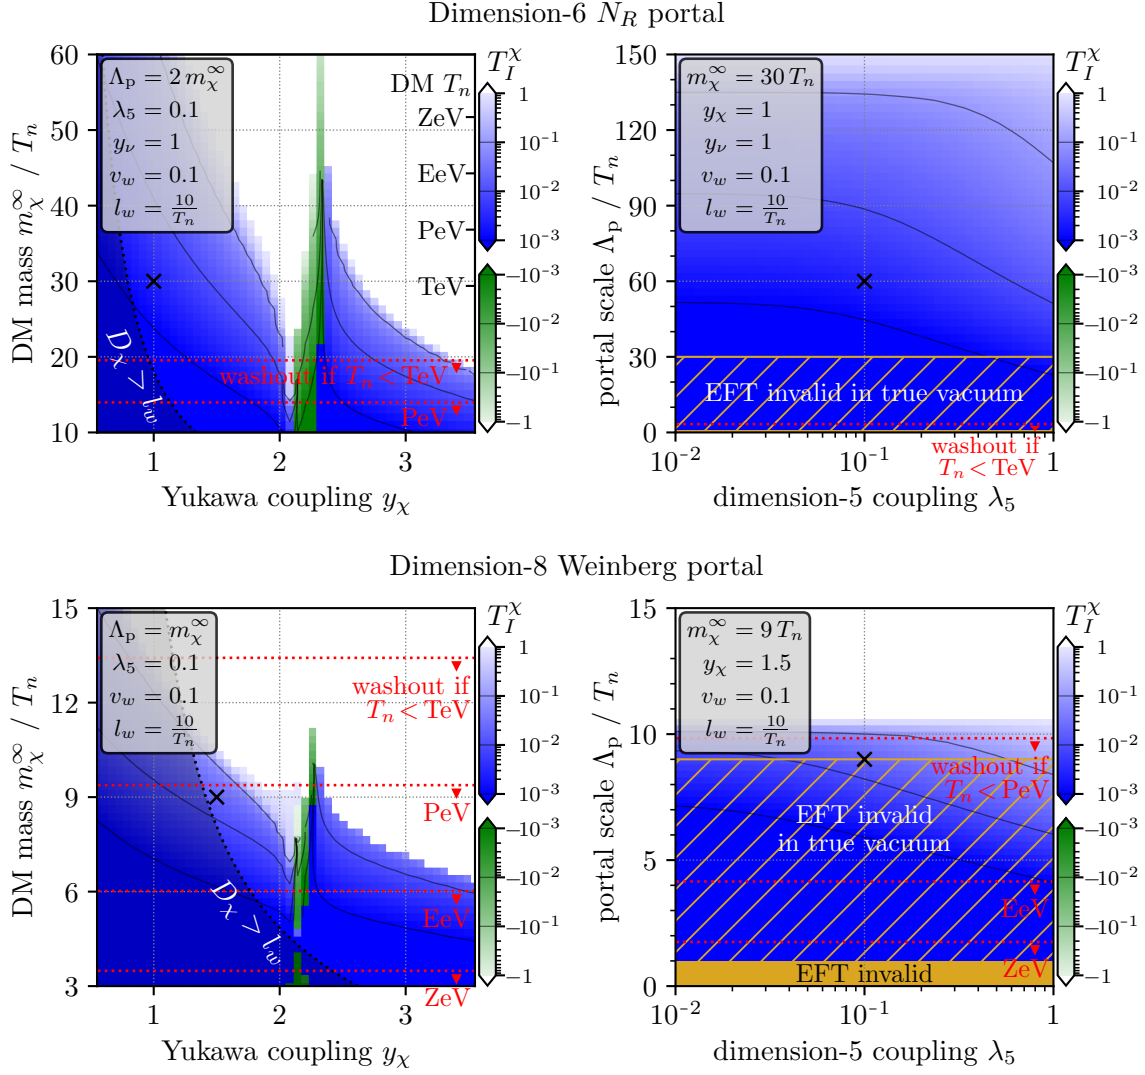 Dimension-6 N_R portal
DM mass m_χ^∞ / T_n
60
50
40
30
20
10
Λ_p = 2 m_χ^∞
λ_5 = 0.1
y_ν = 1
v_w = 0.1
l_w = 10/T_n
DM T_n
ZeV
EeV
PeV
TeV
D_χ > l_w
washout if T_n < TeV
PeV
1 2 3
Yukawa coupling y_χ
T_I^χ
1
10^−1
10^−2
10^−3
−10^−3
−10^−2
−10^−1
−1
portal scale Λ_p / T_n
150
120
90
60
30
0
m_χ^∞ = 30 T_n
y_χ = 1
y_ν = 1
v_w = 0.1
l_w = 10/T_n
EFT invalid in true vacuum
washout if
T_n < TeV
10^−2 10^−1 1
dimension-5 coupling λ_5
T_I^χ
1
10^−1
10^−2
10^−3
−10^−3
−10^−2
−10^−1
−1
Dimension-8 Weinberg portal
DM mass m_χ^∞ / T_n
15
12
9
6
3
Λ_p = m_χ^∞
λ_5 = 0.1
v_w = 0.1
l_w = 10/T_n
washout if
T_n < TeV
PeV
EeV
ZeV
D_χ > l_w
1 2 3
Yukawa coupling y_χ
T_I^χ
1
10^−1
10^−2
10^−3
−10^−3
−10^−2
−10^−1
−1
portal scale Λ_p / T_n
15
10
5
0
m_χ^∞ = 9 T_n
y_χ = 1.5
v_w = 0.1
l_w = 10/T_n
washout if
T_n < PeV
EFT invalid
in true vacuum
EeV
ZeV
EFT invalid
10^−2 10^−1 1
dimension-5 coupling λ_5
T_I^χ
1
10^−1
10^−2
10^−3
−10^−3
−10^−2
−10^−1
−1